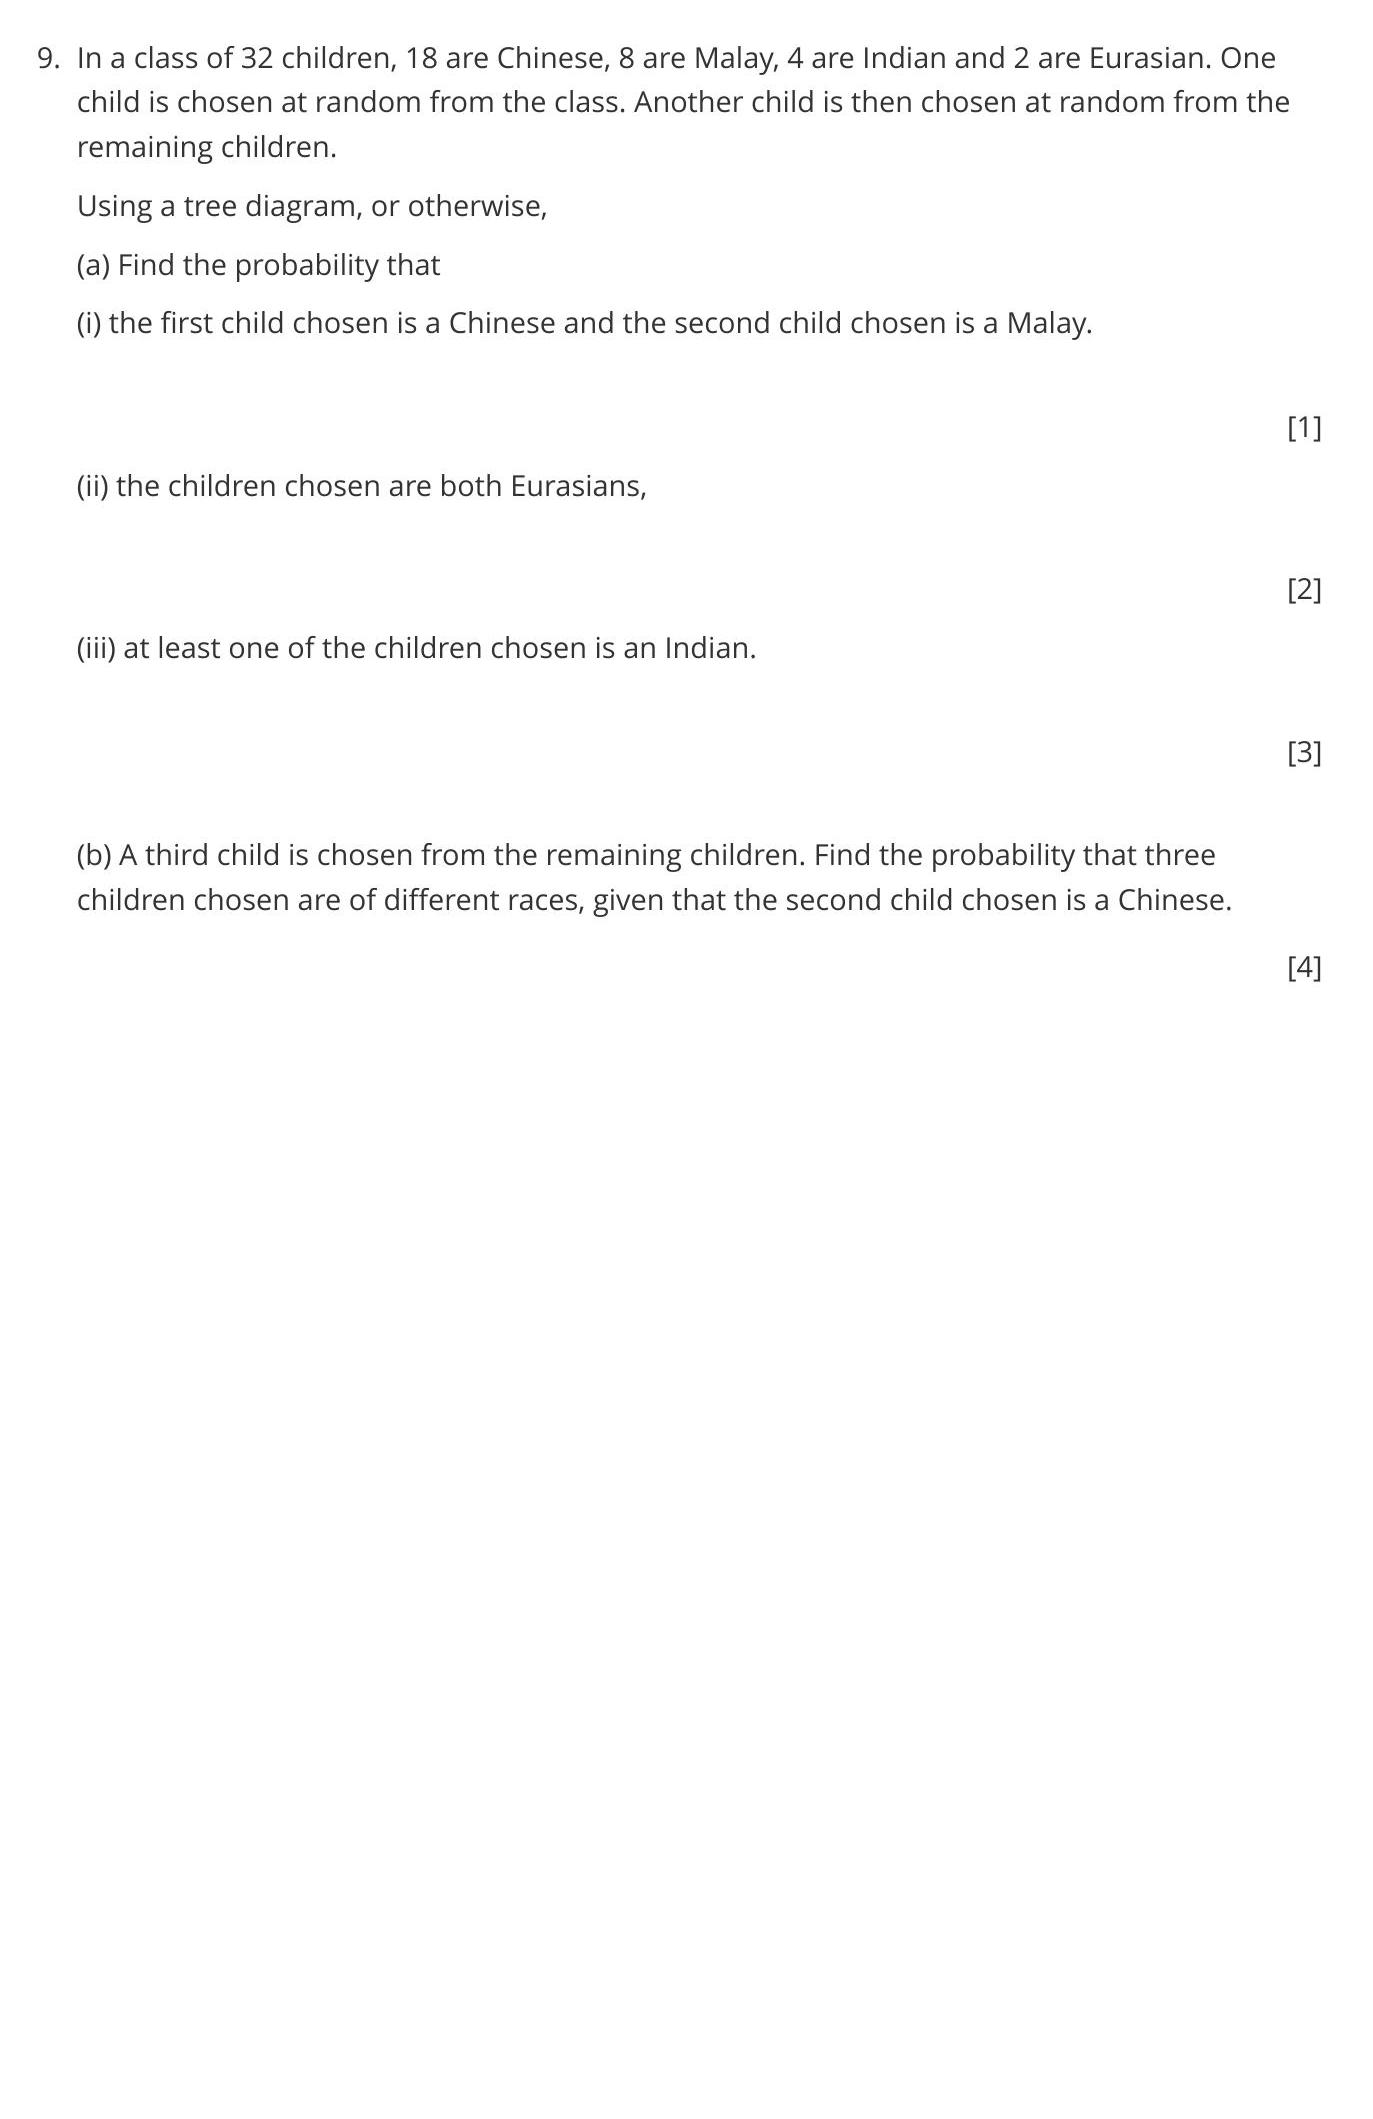 9. In a class of 32 children, 18 are Chinese, 8 are Malay, 4 are Indian and 2 are Eurasian. One
child is chosen at random from the class. Another child is then chosen at random from the
remaining children.
Using a tree diagram, or otherwise,
(a) Find the probability that
(i) the first child chosen is a Chinese and the second child chosen is a Malay.
[1]
(ii) the children chosen are both Eurasians,
[2]
(iii) at least one of the children chosen is an Indian.
[3]
(b) A third child is chosen from the remaining children. Find the probability that three
children chosen are of different races, given that the second child chosen is a Chinese.
[4]